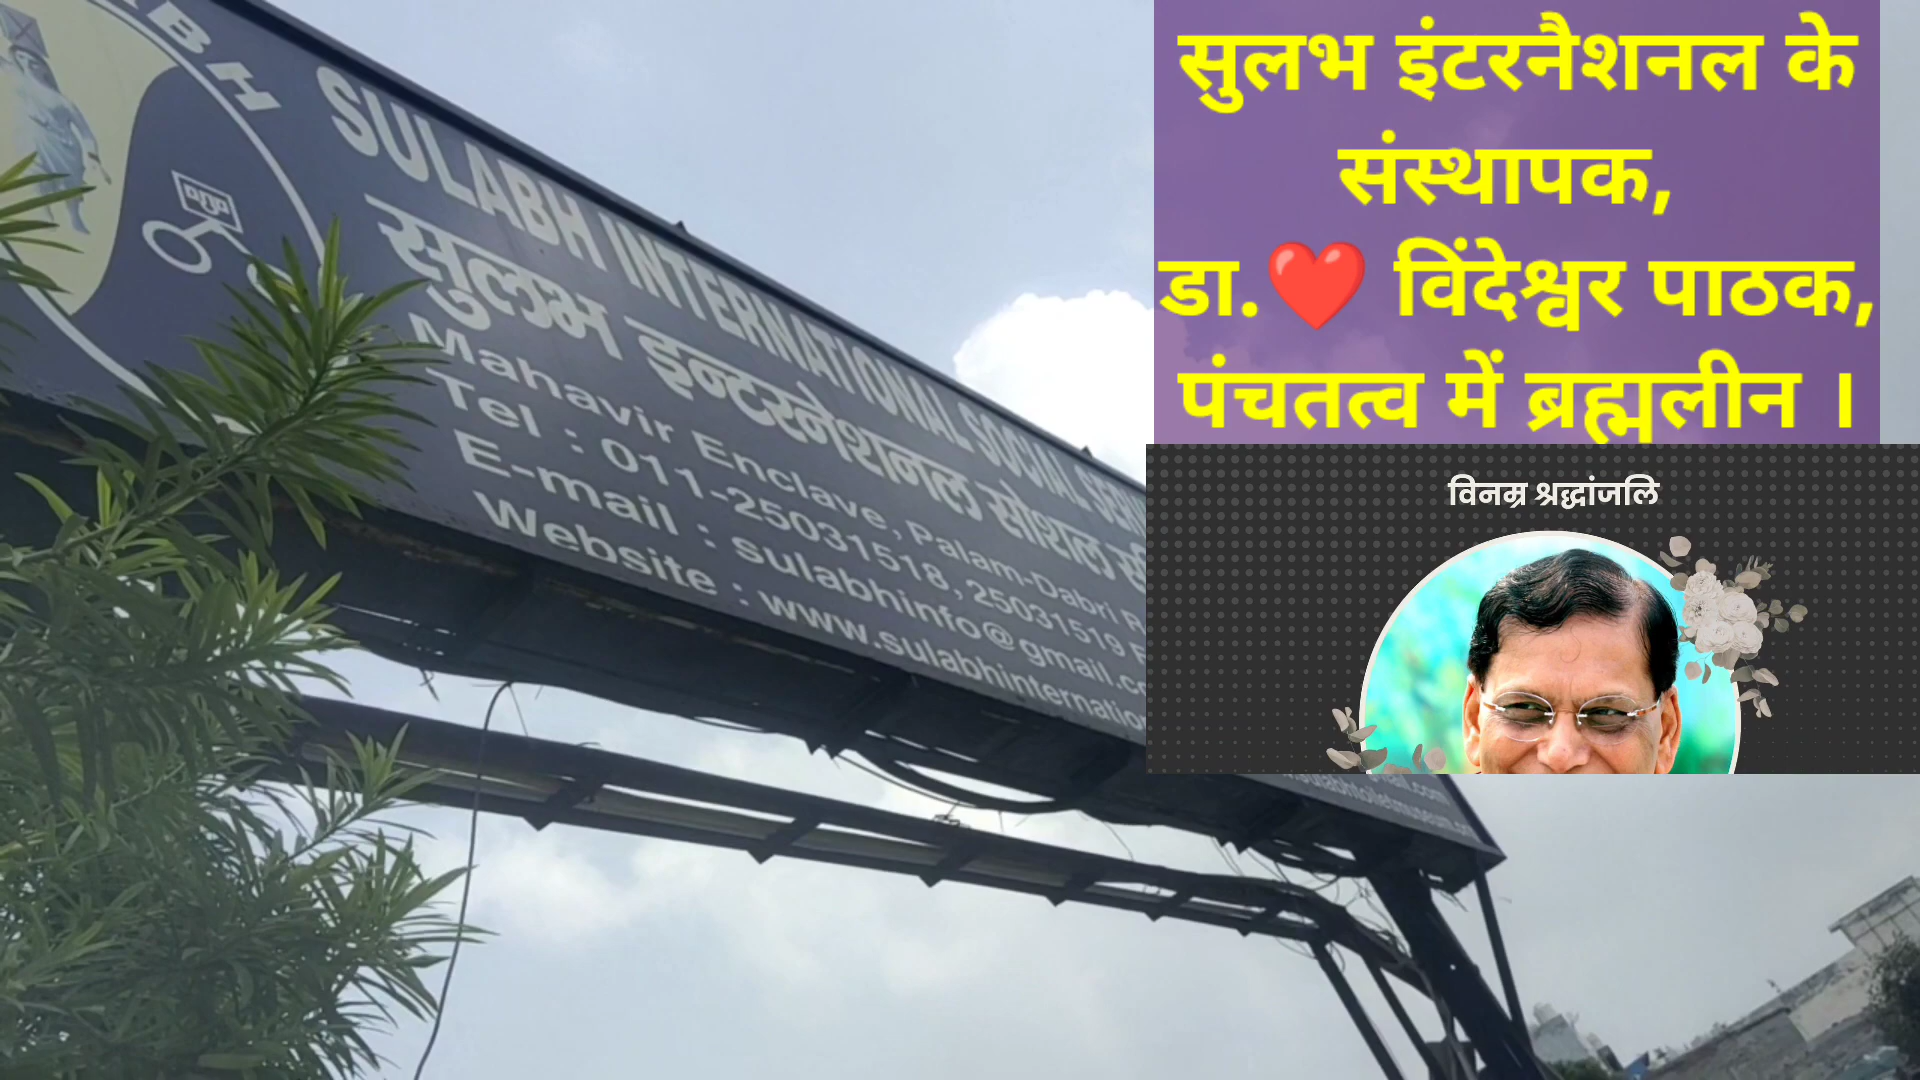 SULABH INTERNATIONAL SOCIAL
सुलभ इन्टरनेशनल सोशल
Mahavir Enclave, Palam-Dabri
Tel : 011-25031518, 25031519
E-mail : sulabhinfo@gmail.co
Website : www.sulabhinternatio
सुलभ इंटरनैशनल के
संस्थापक,
डा.❤️ विंदेश्वर पाठक,
पंचतत्व में ब्रह्मलीन ।
विनम्र श्रद्धांजलि